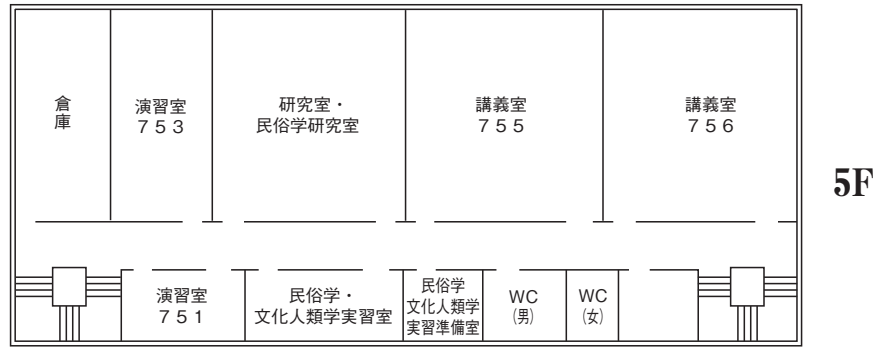 倉庫
演習室
７５３
研究室・
民俗学研究室
講義室
７５５
講義室
７５６
5F
演習室
７５１
民俗学・
文化人類学実習室
民俗学
文化人類学
実習準備室
WC
(男)
WC
(女)